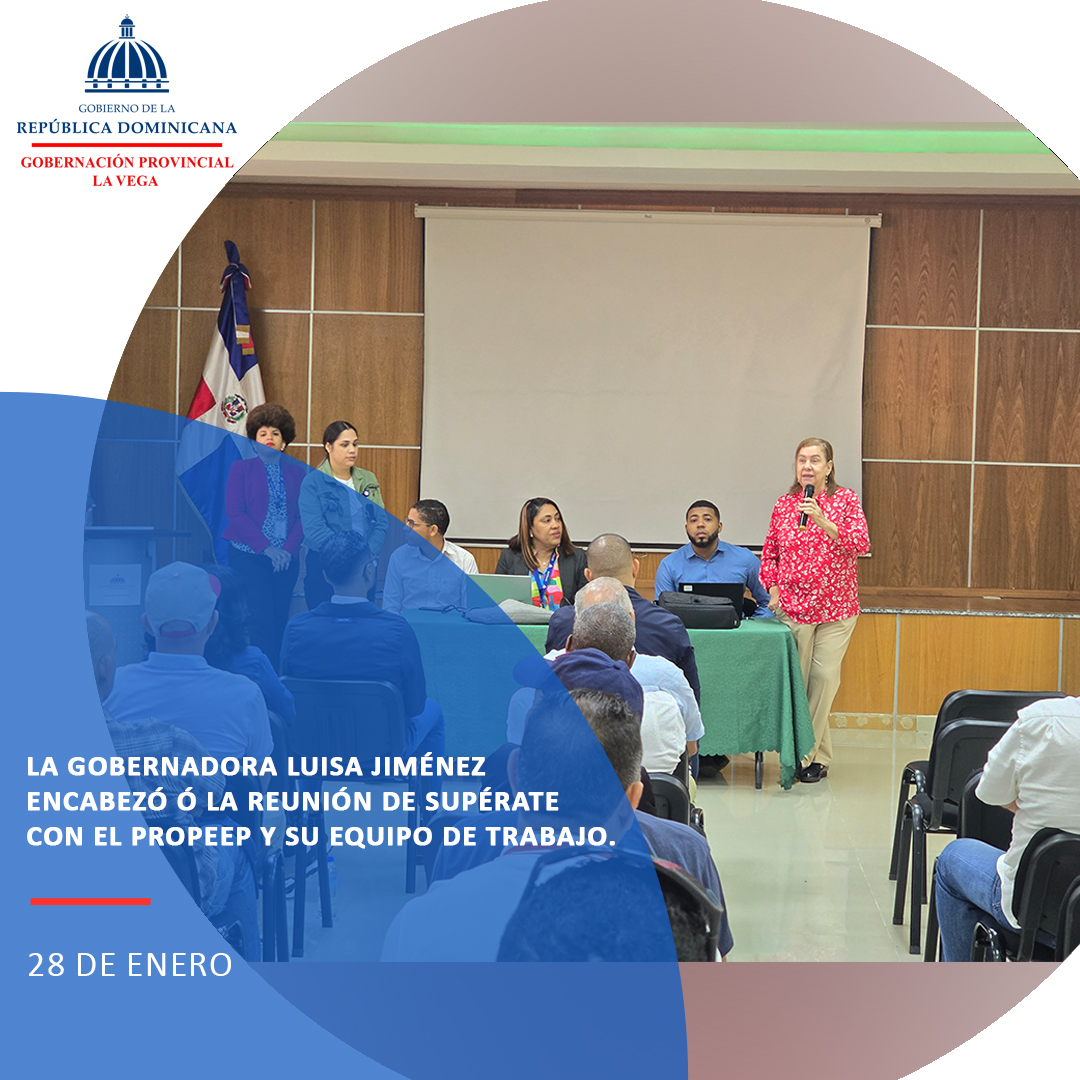 GOBIERNO DE LA
REPÚBLICA DOMINICANA
GOBERNACIÓN PROVINCIAL
LA VEGA
LA GOBERNADORA LUISA JIMÉNEZ
ENCABEZÓ Ó LA REUNIÓN DE SUPÉRATE
CON EL PROPEEP Y SU EQUIPO DE TRABAJO.
28 DE ENERO